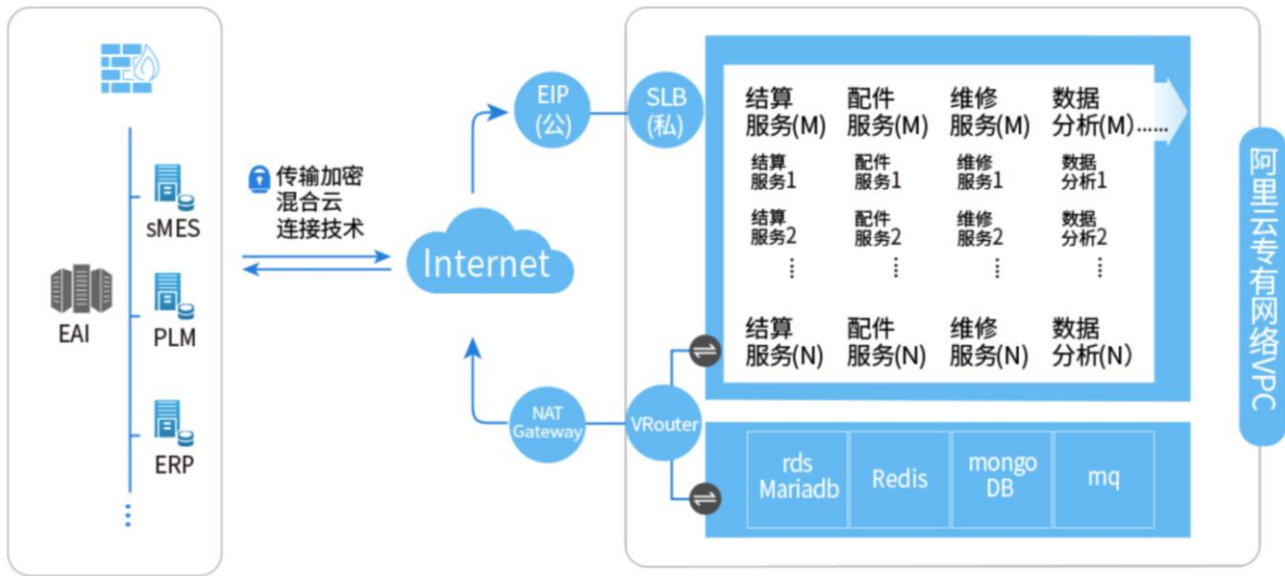 sMES
EAI
PLM
ERP
传输加密
混合云
连接技术
Internet
EIP
(公)
SLB
(私)
NAT
Gateway
VRouter
结算
服务(M)
配件
服务(M)
维修
服务(M)
数据
分析(M)......
结算
服务1
配件
服务1
维修
服务1
数据
分析1
结算
服务2
配件
服务2
维修
服务2
数据
分析2
结算
服务(N)
配件
服务(N)
维修
服务(N)
数据
分析(N)
rds
Mariadb
Redis
mongo
DB
mq
阿里云专有网络VPC